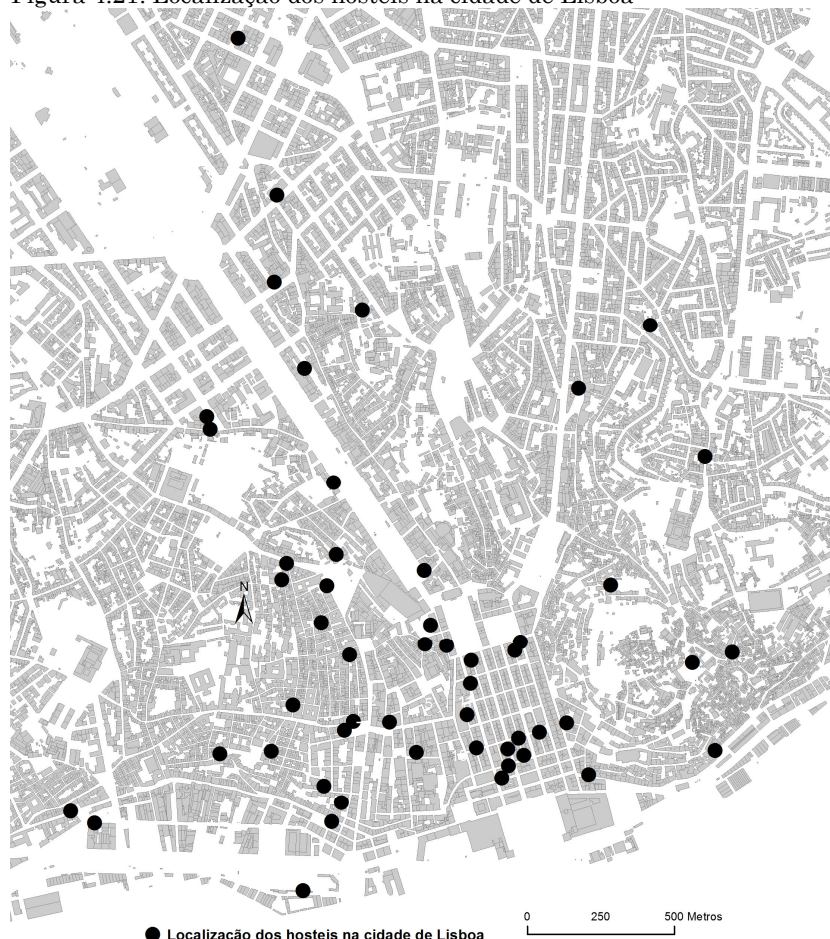 Figura 4.21. Localização dos hosteis na cidade de Lisboa
N
0 250 500 Metros
Localização dos hosteis na cidade de Lisboa